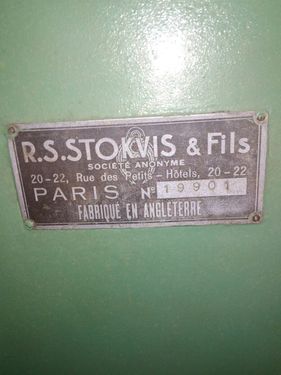 R.S.STOKVIS & Fils
SOCIÉTÉ ANONYME
20-22, Rue des Petits-Hôtels, 20-22
PARIS No 19901
FABRIQUÉ EN ANGLETERRE